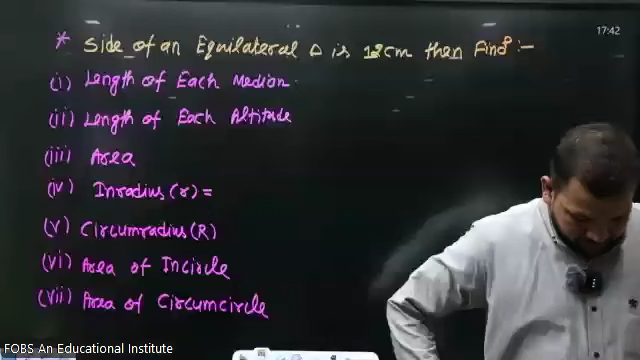 17:42
* Side of an Equilateral Δ is 12cm then Find :-
(i) Length of Each Median
(ii) Length of Each Altitude
(iii) Area
(iv) Inradius (r) =
(v) Circumradius (R)
(vi) Area of Incircle
(vii) Area of Circumcircle
FOBS An Educational Institute